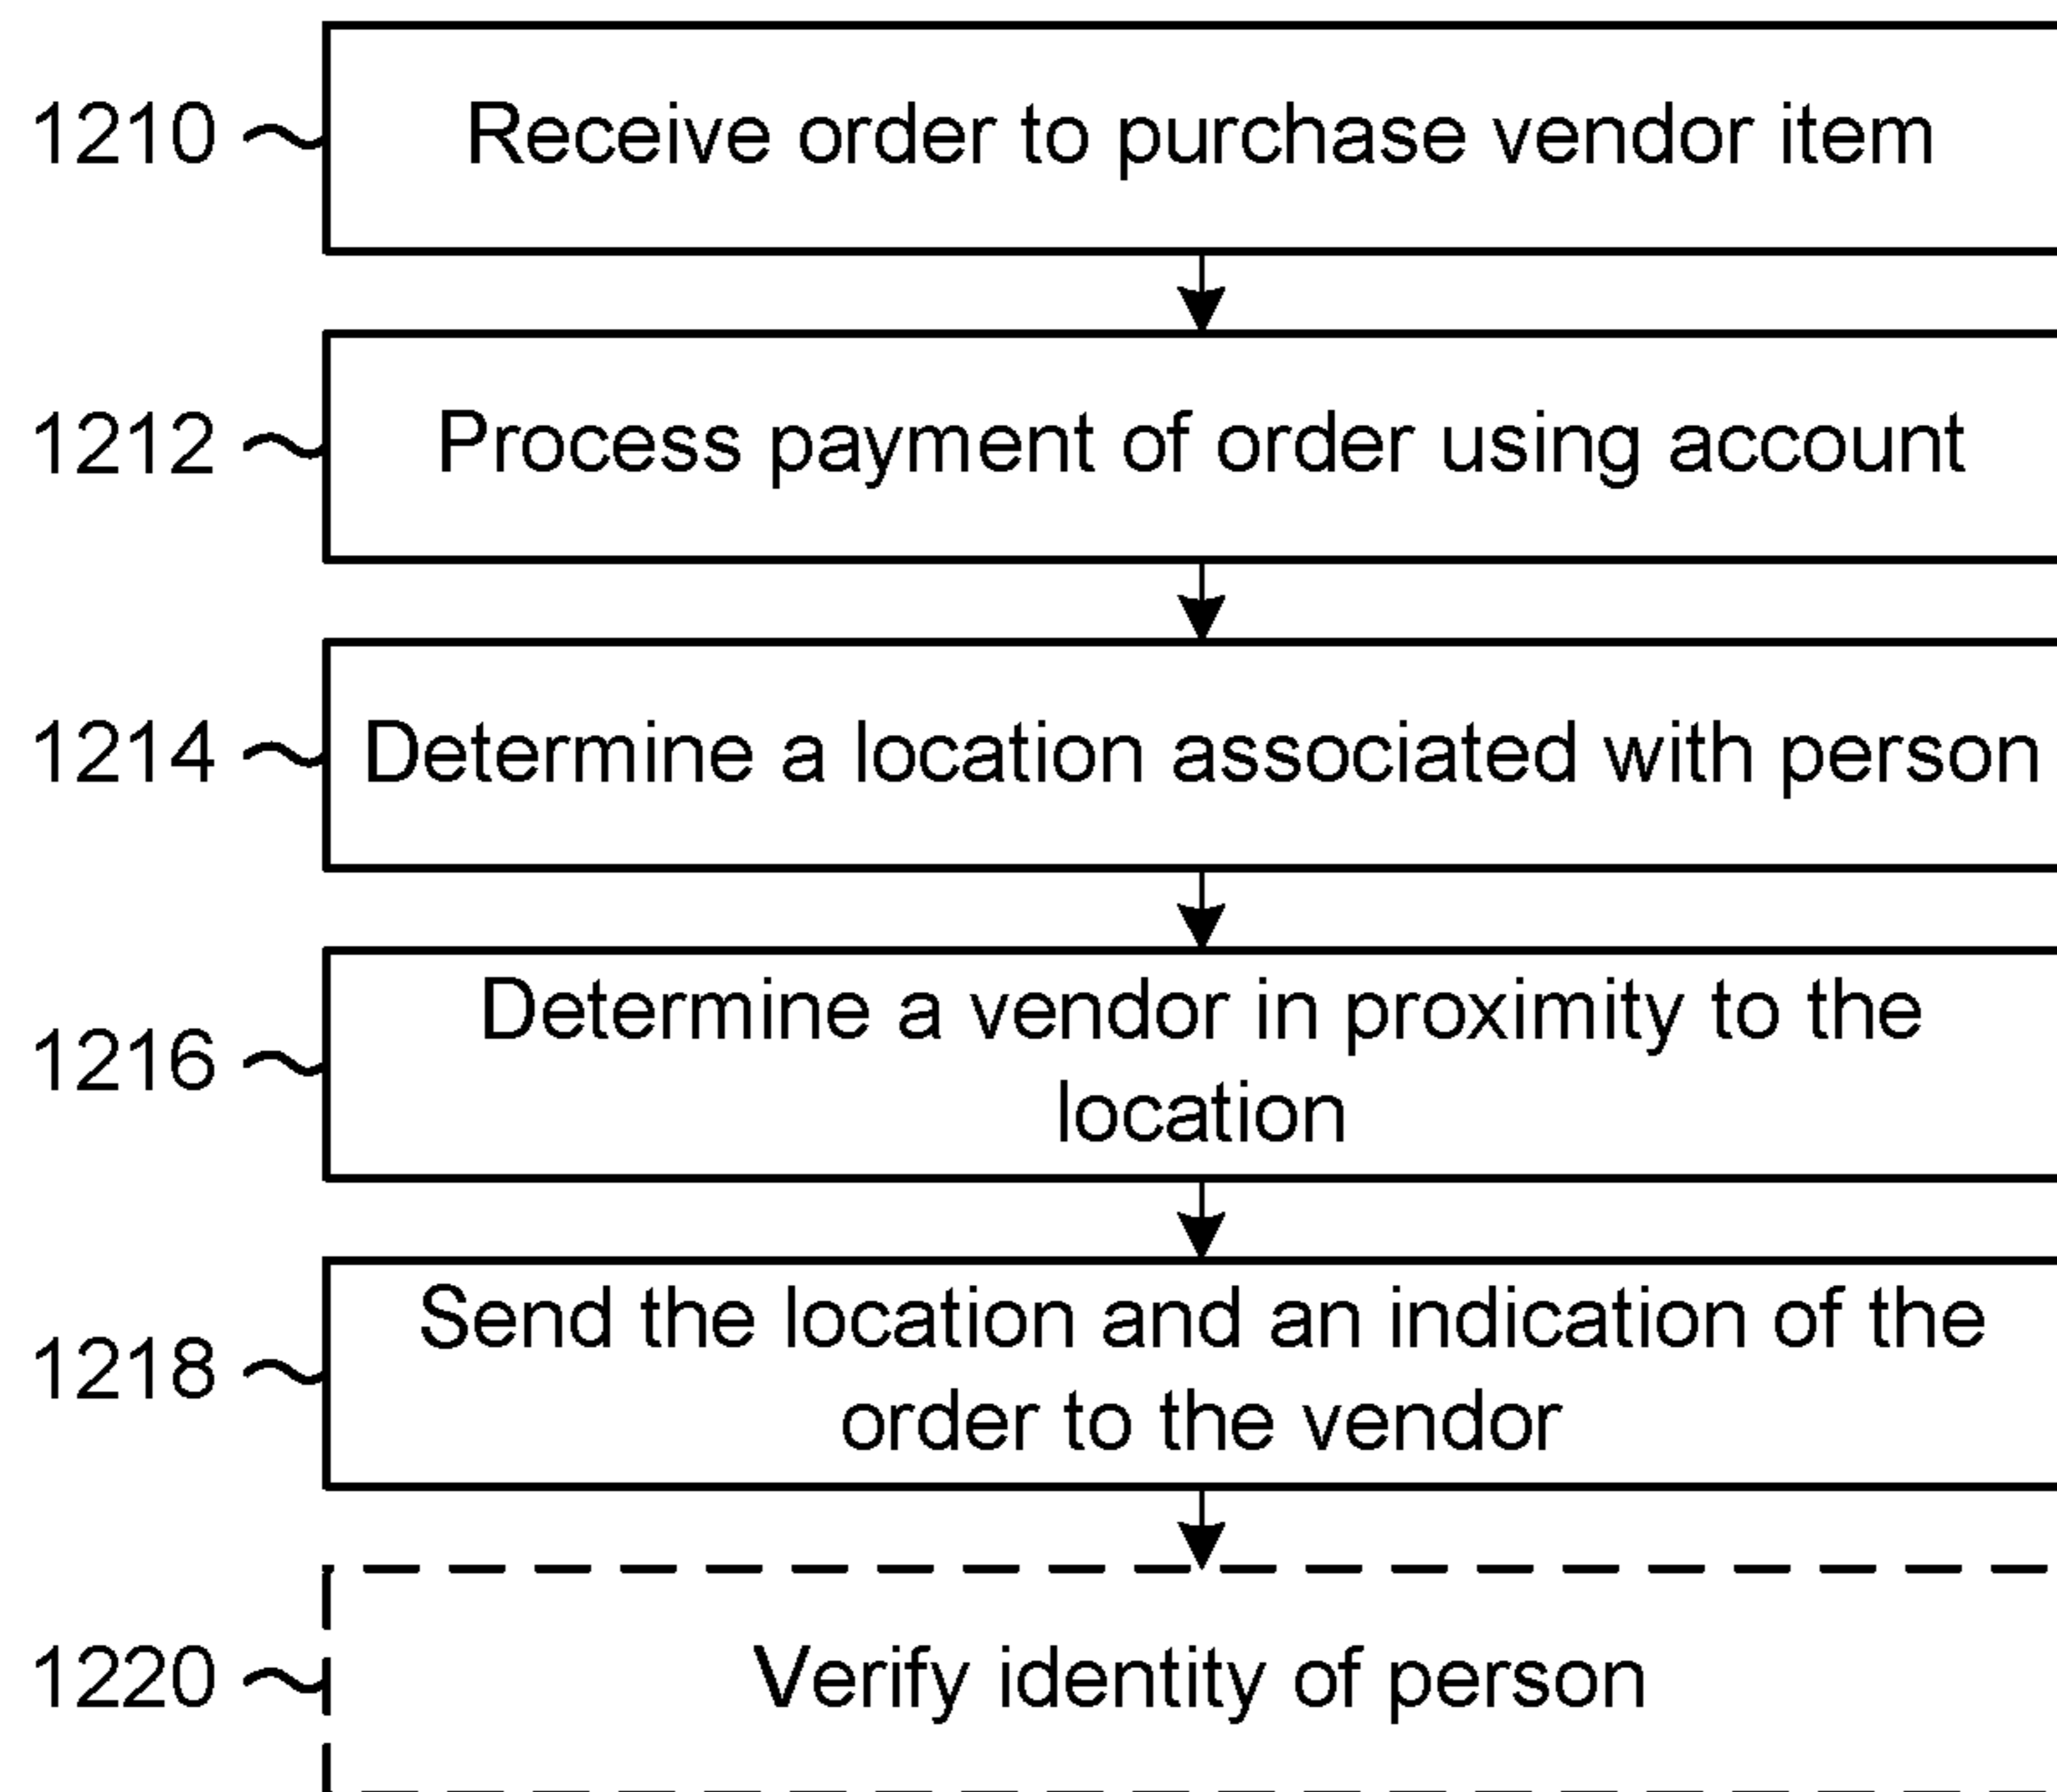 1210 Receive order to purchase vendor item
1212 Process payment of order using account
1214 Determine a location associated with person
1216 Determine a vendor in proximity to the
location
1218 Send the location and an indication of the
order to the vendor
1220 Verify identity of person